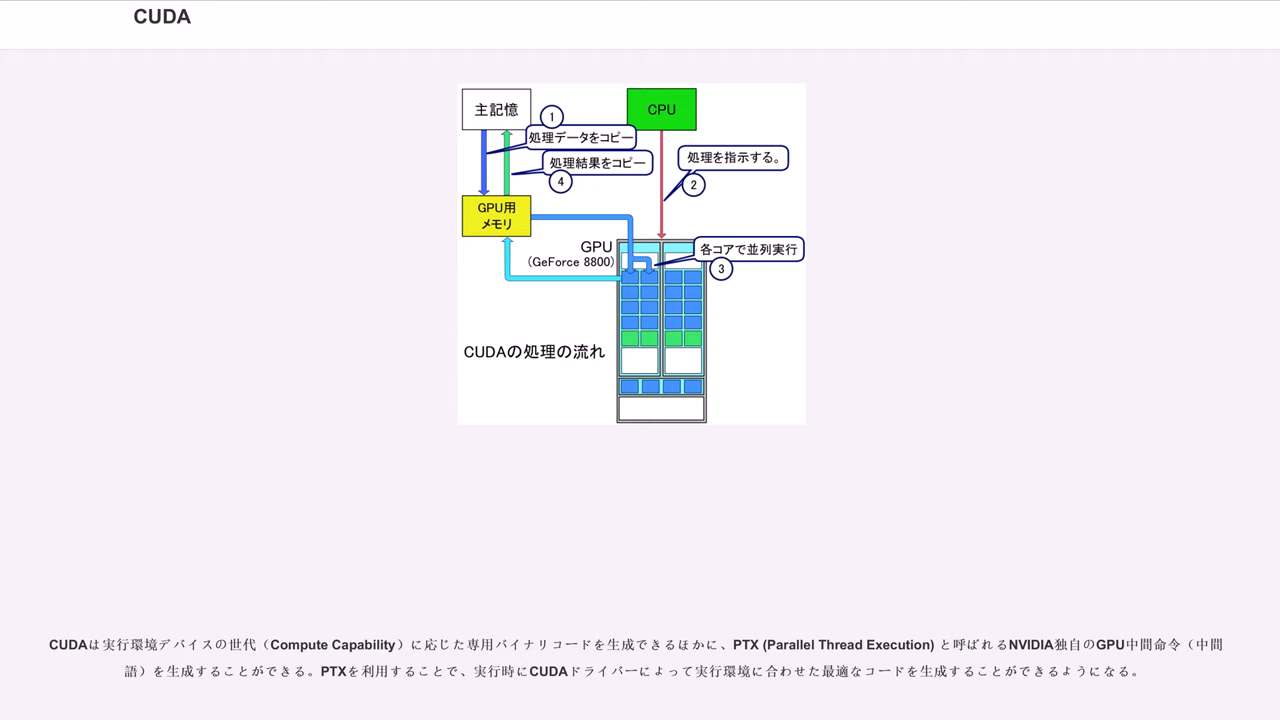 CUDA
主記憶
CPU
1
処理データをコピー
処理結果をコピー
4
処理を指示する。
2
GPU用
メモリ
GPU
(GeForce 8800)
各コアで並列実行
3
CUDAの処理の流れ
CUDAは実行環境デバイスの世代（Compute Capability）に応じた専用バイナリコードを生成できるほかに、PTX (Parallel Thread Execution) と呼ばれるNVIDIA独自のGPU中間命令（中間
語）を生成することができる。PTXを利用することで、実行時にCUDAドライバーによって実行環境に合わせた最適なコードを生成することができるようになる。